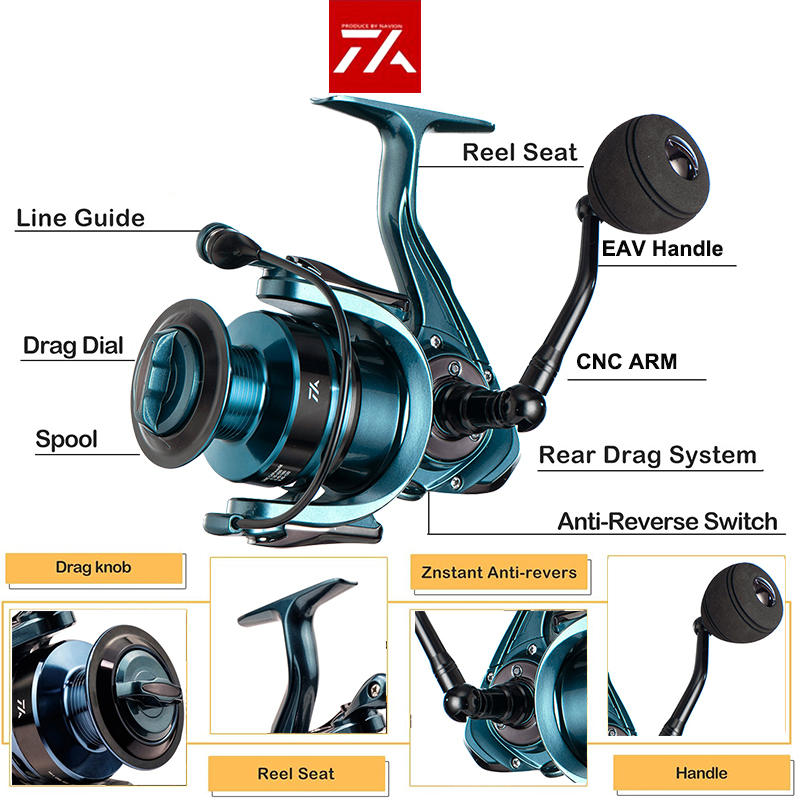 PRODUCE BY NAVION
Reel Seat
Line Guide
EAV Handle
Drag Dial
CNC ARM
Spool
Rear Drag System
Anti-Reverse Switch
Drag knob
Znstant Anti-revers
Reel Seat
Handle